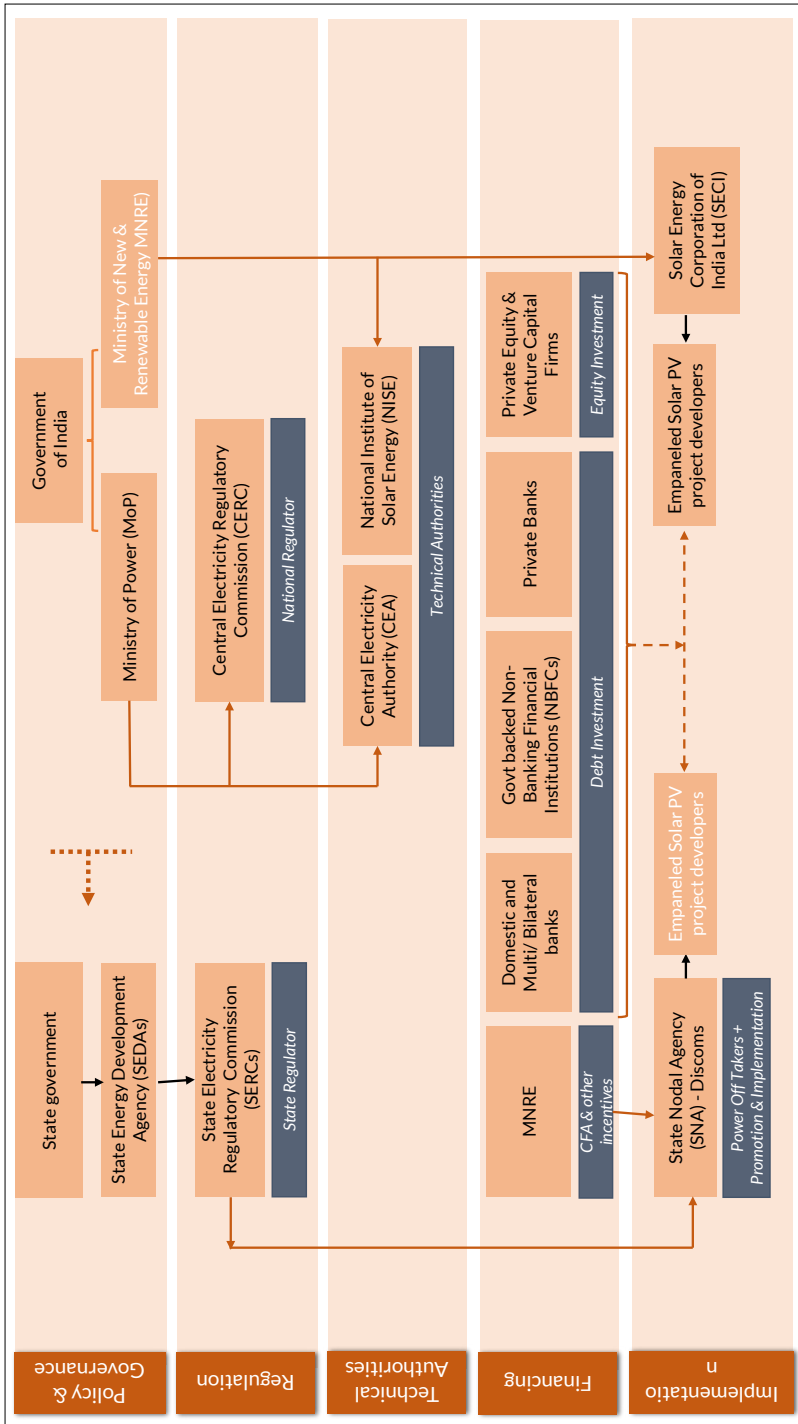 Policy &
Governance
State government
State Energy Development
Agency (SEDAs)
Government
of India
Ministry of Power (MoP)
Ministry of New &
Renewable Energy MNRE)
Regulation
State Electricity
Regulatory Commission
(SERCs)
State Regulator
Central Electricity Regulatory
Commission (CERC)
National Regulator
Technical
Authorities
Central Electricity
Authority (CEA)
National Institute of
Solar Energy (NISE)
Technical Authorities
Financing
MNRE
CFA & other
incentives
Domestic and
Multi/ Bilateral
banks
Govt backed Non-
Banking Financial
Institutions (NBFCs)
Private Banks
Debt Investment
Private Equity &
Venture Capital
Firms
Equity Investment
Implementatio
n
State Nodal Agency
(SNA) - Discoms
Power Off Takers +
Promotion & Implementation
Empaneled Solar PV
project developers
Empaneled Solar PV
project developers
Solar Energy
Corporation of
India Ltd (SECI)